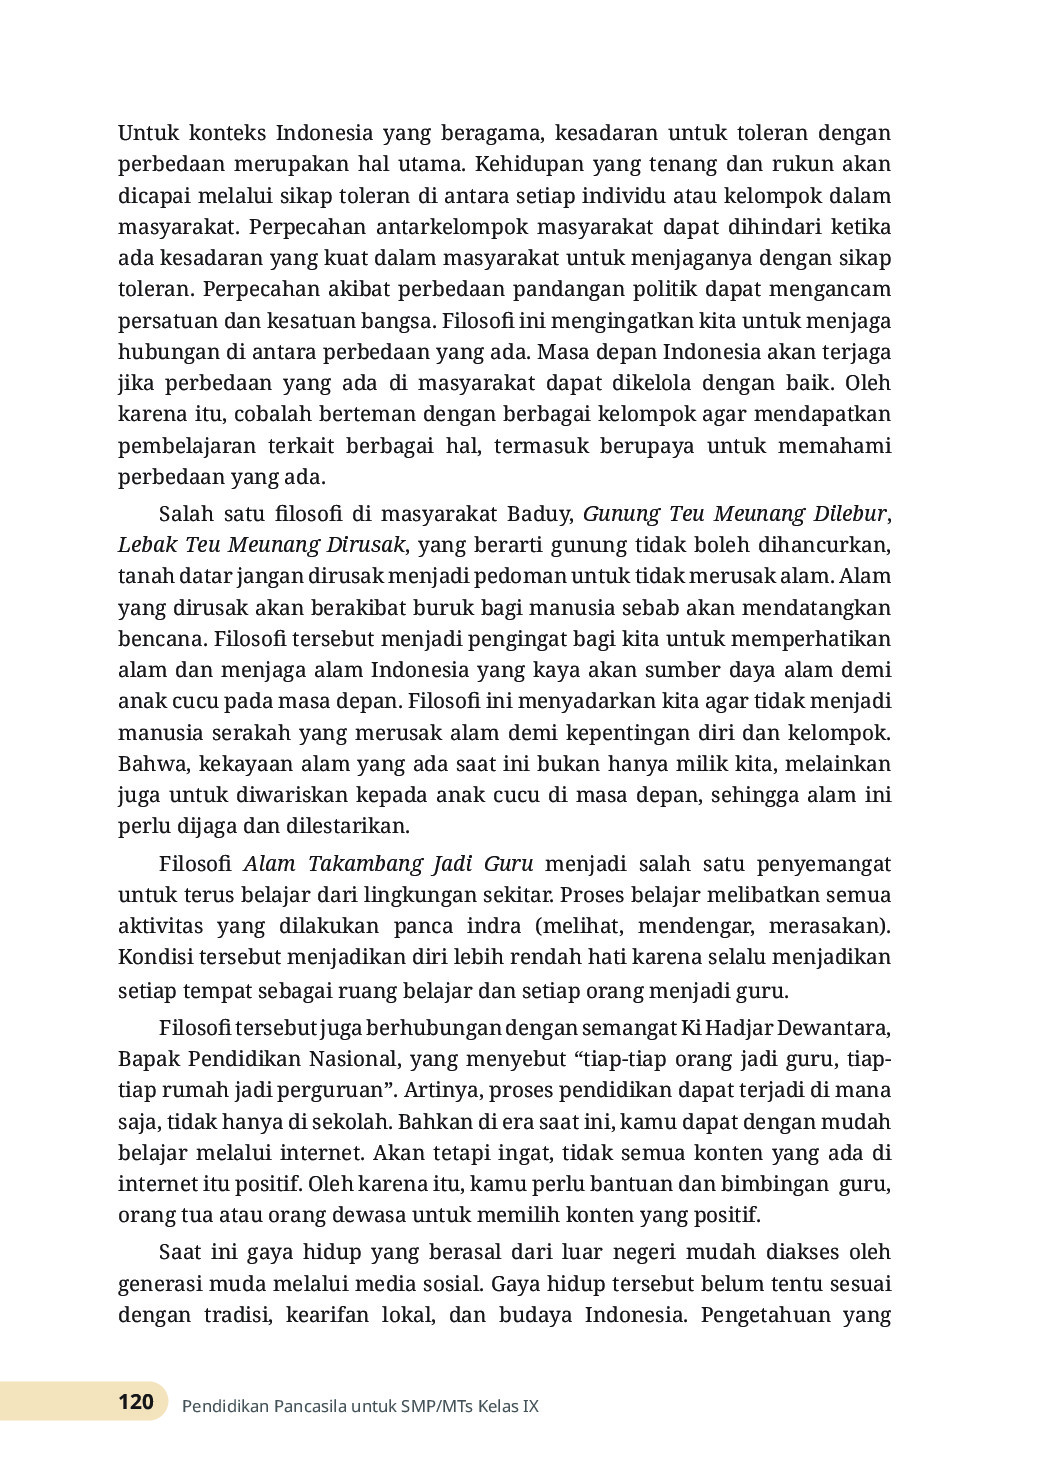 Untuk konteks Indonesia yang beragama, kesadaran untuk toleran dengan
perbedaan merupakan hal utama. Kehidupan yang tenang dan rukun akan
dicapai melalui sikap toleran di antara setiap individu atau kelompok dalam
masyarakat. Perpecahan antarkelompok masyarakat dapat dihindari ketika
ada kesadaran yang kuat dalam masyarakat untuk menjaganya dengan sikap
toleran. Perpecahan akibat perbedaan pandangan politik dapat mengancam
persatuan dan kesatuan bangsa. Filosofi ini mengingatkan kita untuk menjaga
hubungan di antara perbedaan yang ada. Masa depan Indonesia akan terjaga
jika perbedaan yang ada di masyarakat dapat dikelola dengan baik. Oleh
karena itu, cobalah berteman dengan berbagai kelompok agar mendapatkan
pembelajaran terkait berbagai hal, termasuk berupaya untuk memahami
perbedaan yang ada.
Salah satu filosofi di masyarakat Baduy, Gunung Teu Meunang Dilebur,
Lebak Teu Meunang Dirusak, yang berarti gunung tidak boleh dihancurkan,
tanah datar jangan dirusak menjadi pedoman untuk tidak merusak alam. Alam
yang dirusak akan berakibat buruk bagi manusia sebab akan mendatangkan
bencana. Filosofi tersebut menjadi pengingat bagi kita untuk memperhatikan
alam dan menjaga alam Indonesia yang kaya akan sumber daya alam demi
anak cucu pada masa depan. Filosofi ini menyadarkan kita agar tidak menjadi
manusia serakah yang merusak alam demi kepentingan diri dan kelompok.
Bahwa, kekayaan alam yang ada saat ini bukan hanya milik kita, melainkan
juga untuk diwariskan kepada anak cucu di masa depan, sehingga alam ini
perlu dijaga dan dilestarikan.
Filosofi Alam Takambang Jadi Guru menjadi salah satu penyemangat
untuk terus belajar dari lingkungan sekitar. Proses belajar melibatkan semua
aktivitas yang dilakukan panca indra (melihat, mendengar, merasakan).
Kondisi tersebut menjadikan diri lebih rendah hati karena selalu menjadikan
setiap tempat sebagai ruang belajar dan setiap orang menjadi guru.
Filosofi tersebut juga berhubungan dengan semangat Ki Hadjar Dewantara,
Bapak Pendidikan Nasional, yang menyebut “tiap-tiap orang jadi guru, tiap-
tiap rumah jadi perguruan”. Artinya, proses pendidikan dapat terjadi di mana
saja, tidak hanya di sekolah. Bahkan di era saat ini, kamu dapat dengan mudah
belajar melalui internet. Akan tetapi ingat, tidak semua konten yang ada di
internet itu positif. Oleh karena itu, kamu perlu bantuan dan bimbingan guru,
orang tua atau orang dewasa untuk memilih konten yang positif.
Saat ini gaya hidup yang berasal dari luar negeri mudah diakses oleh
generasi muda melalui media sosial. Gaya hidup tersebut belum tentu sesuai
dengan tradisi, kearifan lokal, dan budaya Indonesia. Pengetahuan yang
120 Pendidikan Pancasila untuk SMP/MTs Kelas IX